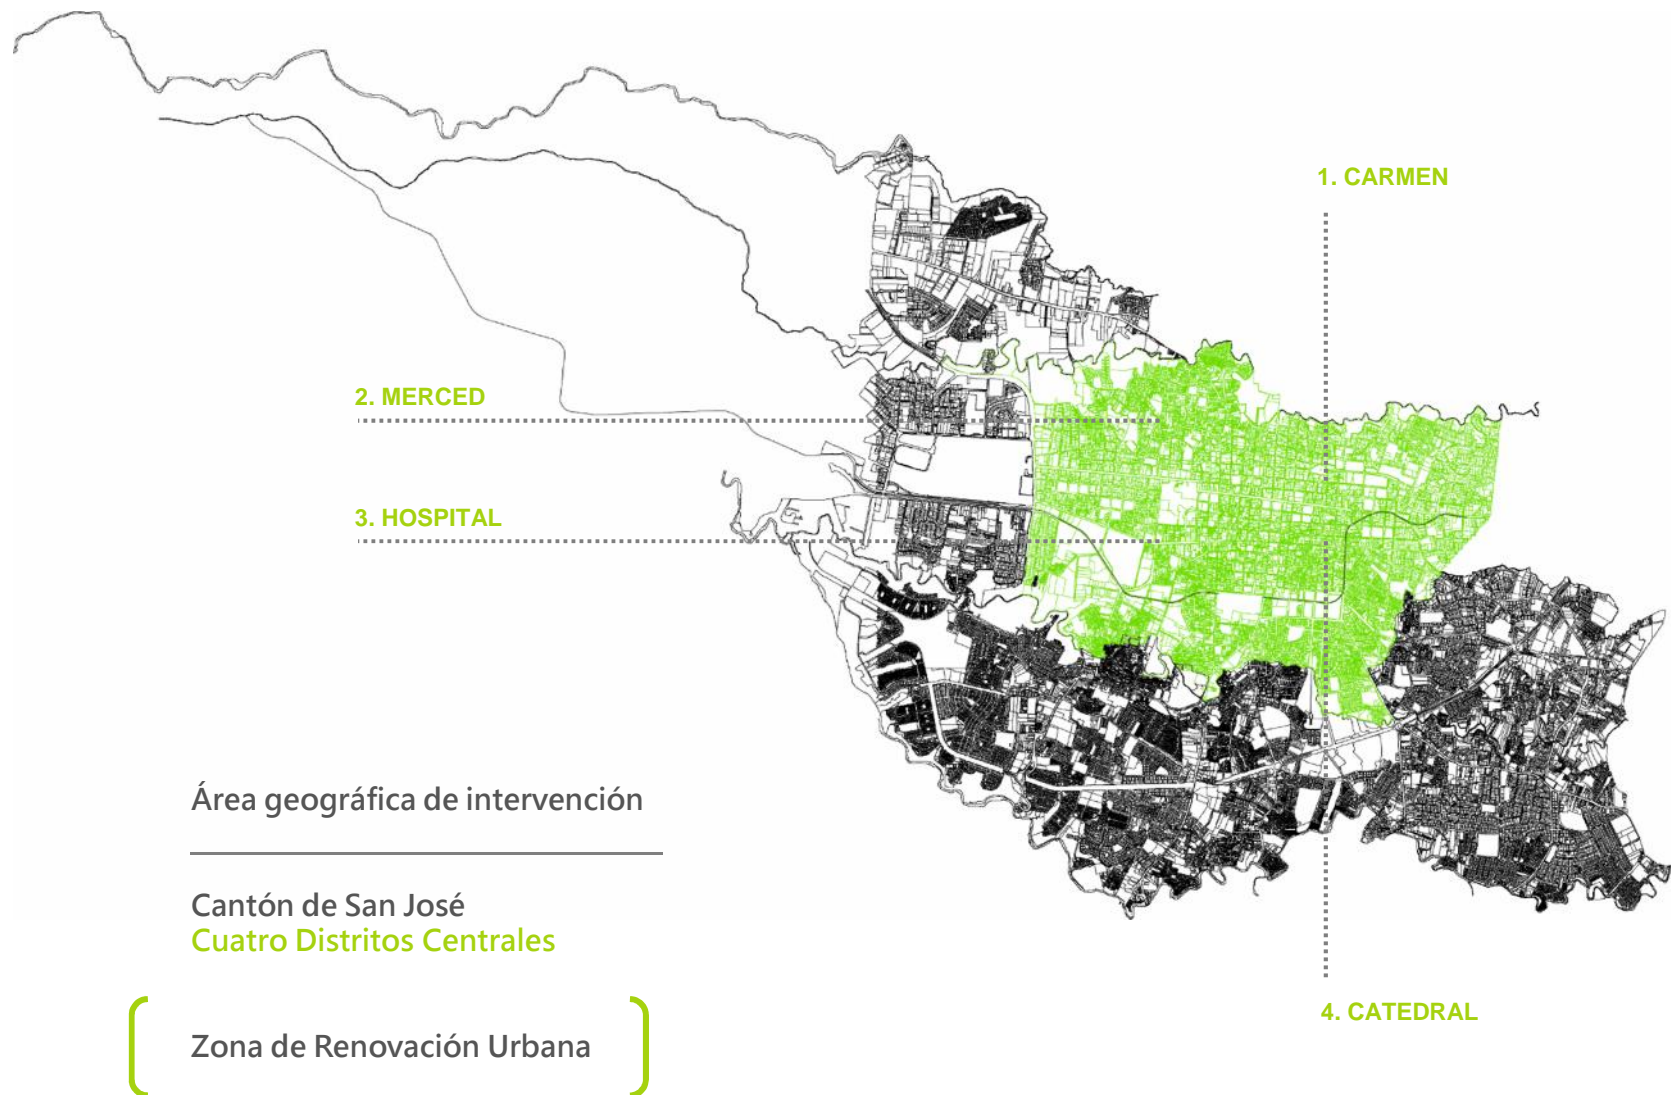 1. CARMEN
2. MERCED
3. HOSPITAL
Área geográfica de intervención
Cantón de San José
Cuatro Distritos Centrales
4. CATEDRAL
Zona de Renovación Urbana